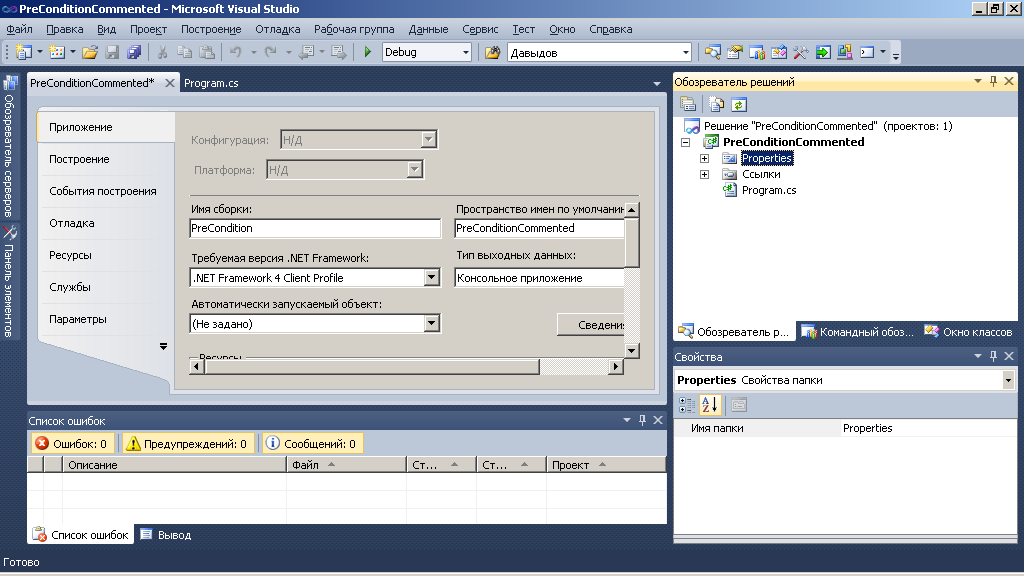 PreConditionCommented - Microsoft Visual Studio
Файл Правка Вид Проект Построение Отладка Рабочая группа Данные Сервис Тест Окно Справка
Debug Давыдов
Обозреватель серверов
Панель элементов
PreConditionCommented* Program.cs
Приложение
Построение
События построения
Отладка
Ресурсы
Службы
Параметры
Конфигурация: Н/Д
Платформа: Н/Д
Имя сборки: Пространство имен по умолчани
PreCondition PreConditionCommented
Требуемая версия .NET Framework: Тип выходных данных:
.NET Framework 4 Client Profile Консольное приложение
Автоматически запускаемый объект:
(Не задано) Сведени
Ресурсы
Обозреватель решений
Решение "PreConditionCommented" (проектов: 1)
PreConditionCommented
Properties
Ссылки
Program.cs
Обозреватель р... Командный обоз... Окно классов
Свойства
Properties Свойства папки
Имя папки Properties
Список ошибок
Ошибок: 0 Предупреждений: 0 Сообщений: 0
Описание Файл Ст... Ст... Проект
Список ошибок Вывод
Готово